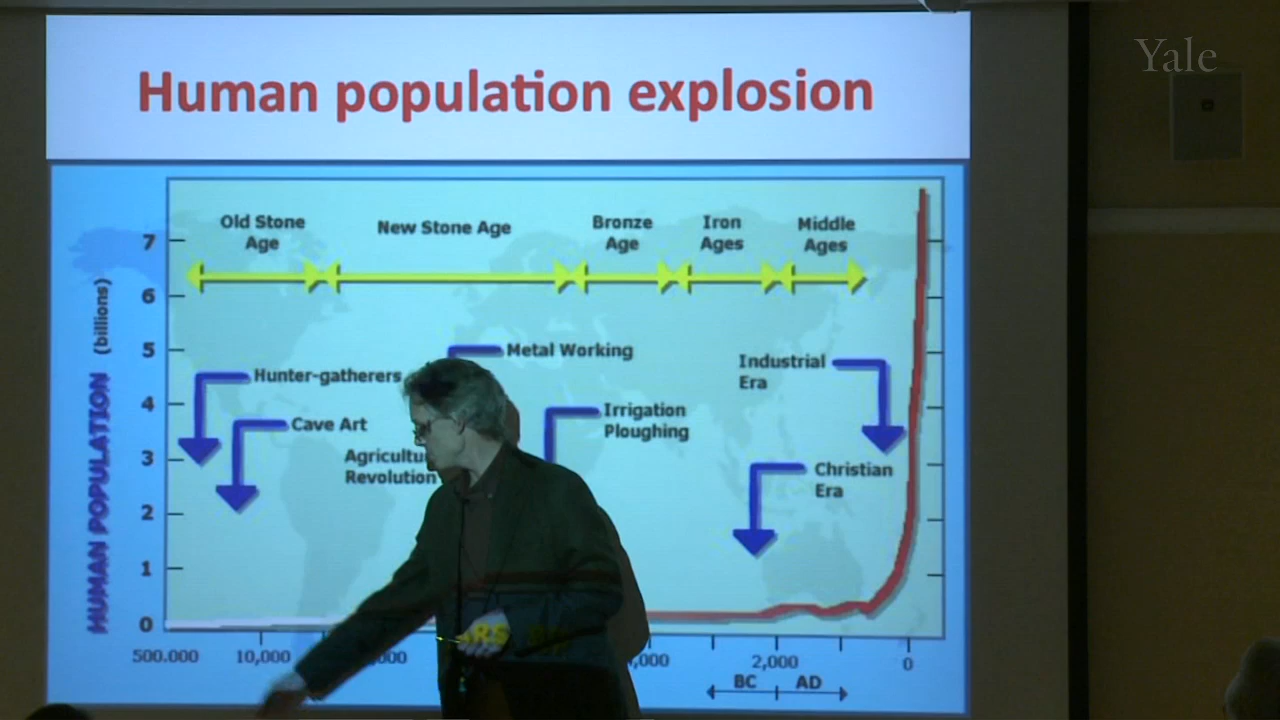 Yale
Human population explosion
Old Stone
Age
New Stone Age
Bronze
Age
Iron
Ages
Middle
Ages
HUMAN POPULATION (billions)
7
6
5
4
3
2
1
0
Metal Working
Hunter-gatherers
Cave Art
Irrigation
Ploughing
Industrial
Era
Agricultu
Revolution
Christian
Era
500.000
10,000
,000
,000
2,000
0
BC
AD